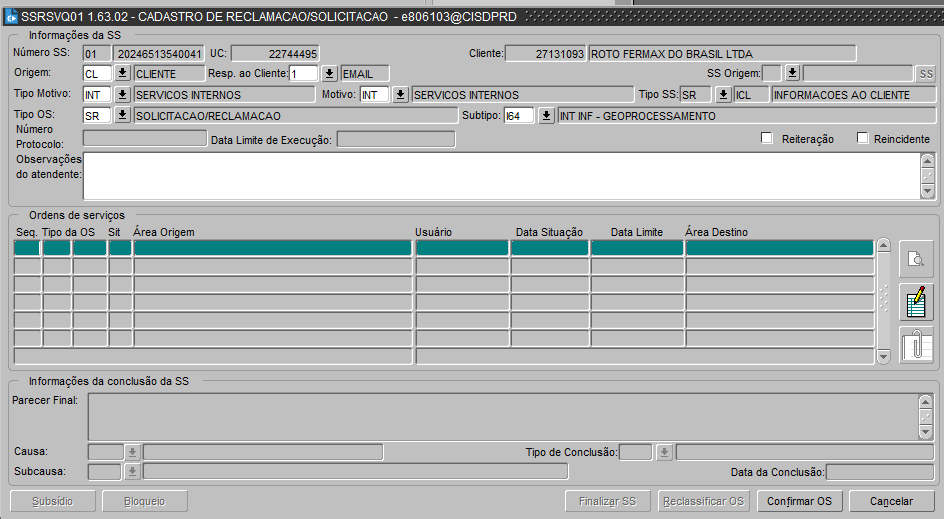 SSRSVQ01 1.63.02 - CADASTRO DE RECLAMACAO/SOLICITACAO - e806103@CISDPRD
Informações da SS
Número SS: 01 20246513540041 UC: 22744495 Cliente: 27131093 ROTO FERMAX DO BRASIL LTDA
Origem: CL CLIENTE Resp. ao Cliente: 1 EMAIL SS Origem: SS
Tipo Motivo: INT SERVICOS INTERNOS Motivo: INT SERVICOS INTERNOS Tipo SS: SR ICL INFORMACOES AO CLIENTE
Tipo OS: SR SOLICITACAO/RECLAMACAO Subtipo: I64 INT INF - GEOPROCESSAMENTO
Número
Protocolo: Data Limite de Execução: Reiteração Reincidente
Observações
do atendente:
Ordens de serviços
Seq. Tipo da OS Sit Área Origem Usuário Data Situação Data Limite Área Destino
Informações da conclusão da SS
Parecer Final:
Causa: Tipo de Conclusão:
Subcausa: Data da Conclusão:
Subsídio Bloqueio Finalizar SS Reclassificar OS Confirmar OS Cancelar